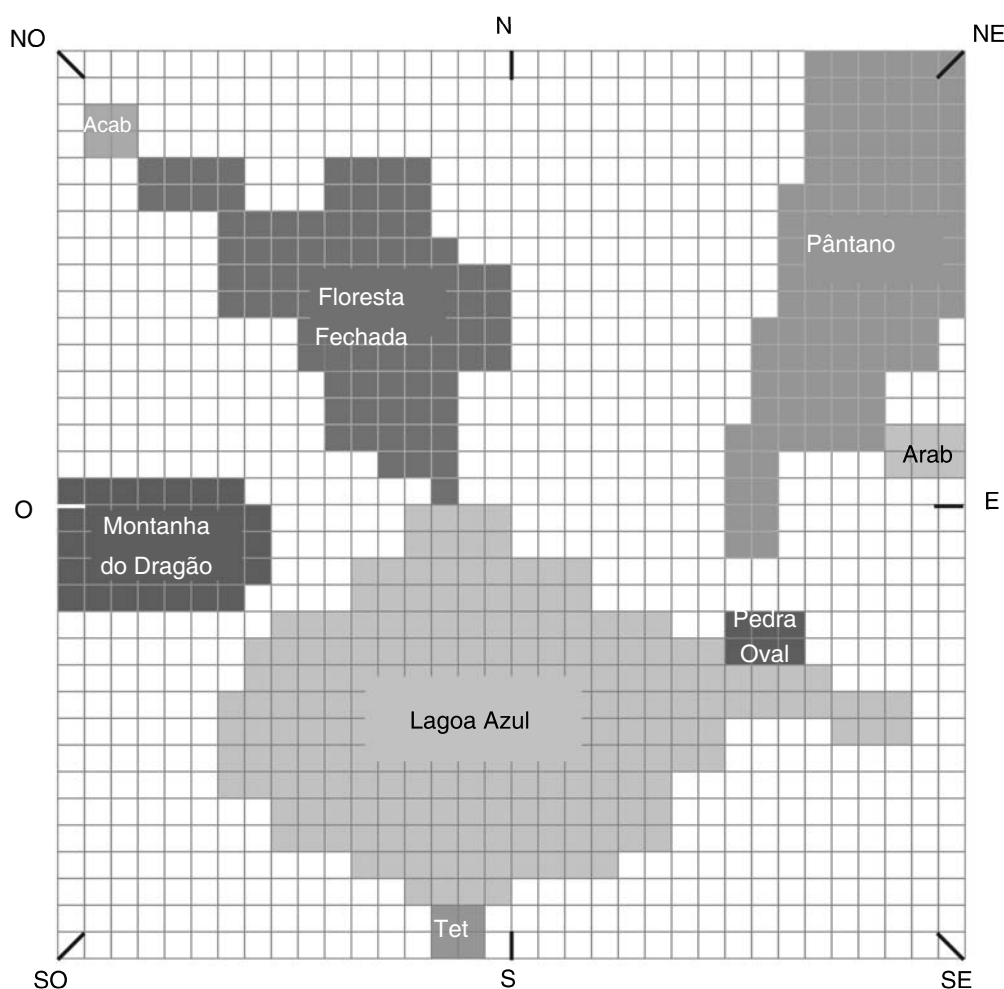 NO
N
NE
Acab
Pântano
Floresta
Fechada
Arab
O
E
Montanha
do Dragão
Pedra
Oval
Lagoa Azul
Tet
SO
S
SE